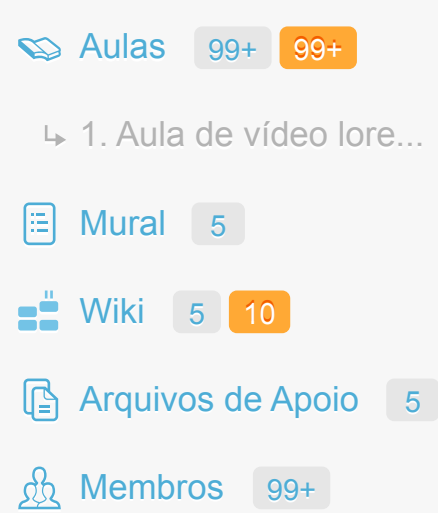 Aulas 99+ 99+
1. Aula de vídeo lore...
Mural 5
Wiki 5 10
Arquivos de Apoio 5
Membros 99+